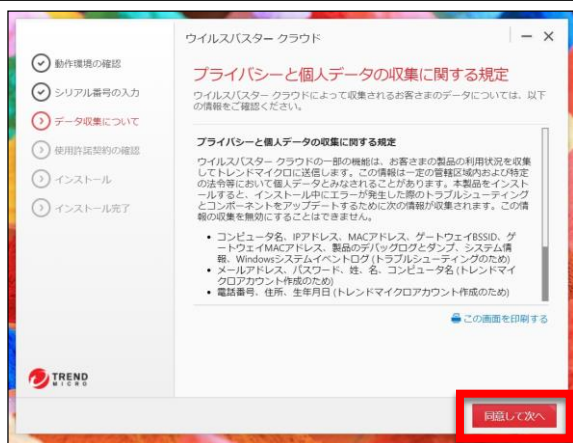 ウイルスバスター クラウド
動作環境の確認
シリアル番号の入力
データ収集について
使用許諾契約の確認
インストール
インストール完了
プライバシーと個人データの収集に関する規定
ウイルスバスター クラウドによって収集されるお客さまのデータについては、以下
の情報をご確認ください。
プライバシーと個人データの収集に関する規定
ウイルスバスター クラウドの一部の機能は、お客さまの製品の利用状況を収集
してトレンドマイクロに送信します。この情報は一定の管轄区域内および特定
の法令等において個人データとみなされることがあります。本製品をインスト
ールすると、インストール中にエラーが発生した際のトラブルシューティング
とコンポーネントをアップデートするために次の情報が収集されます。この情
報の収集を無効にすることはできません。
• コンピュータ名、IPアドレス、MACアドレス、ゲートウェイBSSID、ゲ
ートウェイMACアドレス、製品のデバッグログとダンプ、システム情
報、Windowsシステムイベントログ (トラブルシューティングのため)
• メールアドレス、パスワード、姓、名、コンピュータ名 (トレンドマイ
クロアカウント作成のため)
• 電話番号、住所、生年月日 (トレンドマイクロアカウント作成のため)
この画面を印刷する
TREND
MICRO
同意して次へ